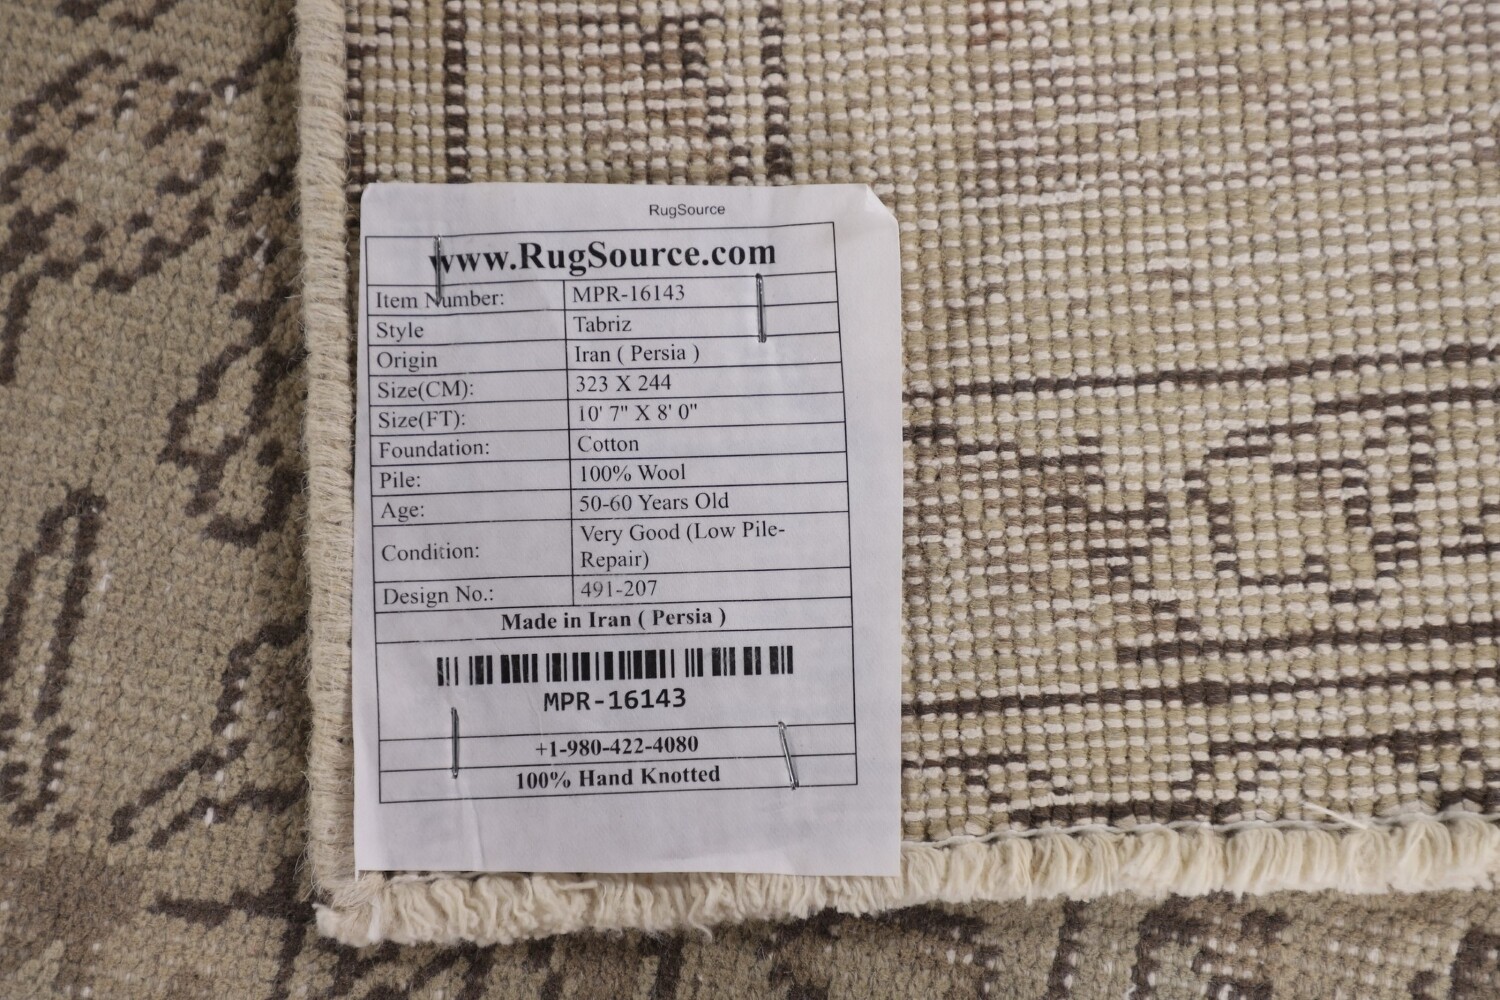 RugSource
www.RugSource.com
Item Number: MPR-16143
Style Tabriz
Origin Iran ( Persia )
Size(CM): 323 X 244
Size(FT): 10' 7" X 8' 0"
Foundation: Cotton
Pile: 100% Wool
Age: 50-60 Years Old
Condition: Very Good (Low Pile-
Repair)
Design No.: 491-207
Made in Iran ( Persia )
MPR-16143
+1-980-422-4080
100% Hand Knotted